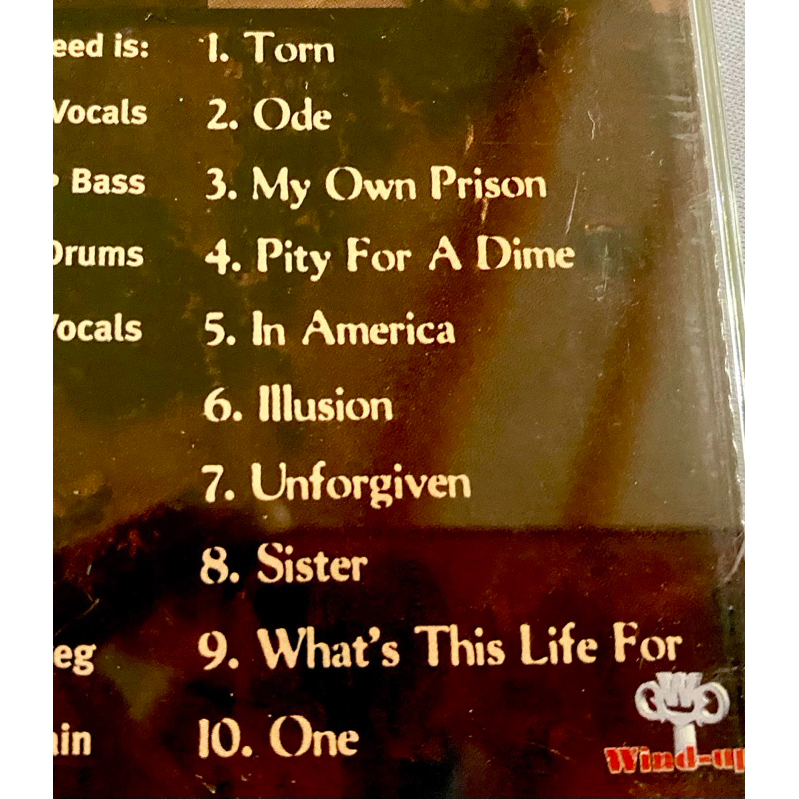 eed is:
Vocals
Bass
Drums
Vocals
eg
ain
1. Torn
2. Ode
3. My Own Prison
4. Pity For A Dime
5. In America
6. Illusion
7. Unforgiven
8. Sister
9. What's This Life For
10. One
Wind-up